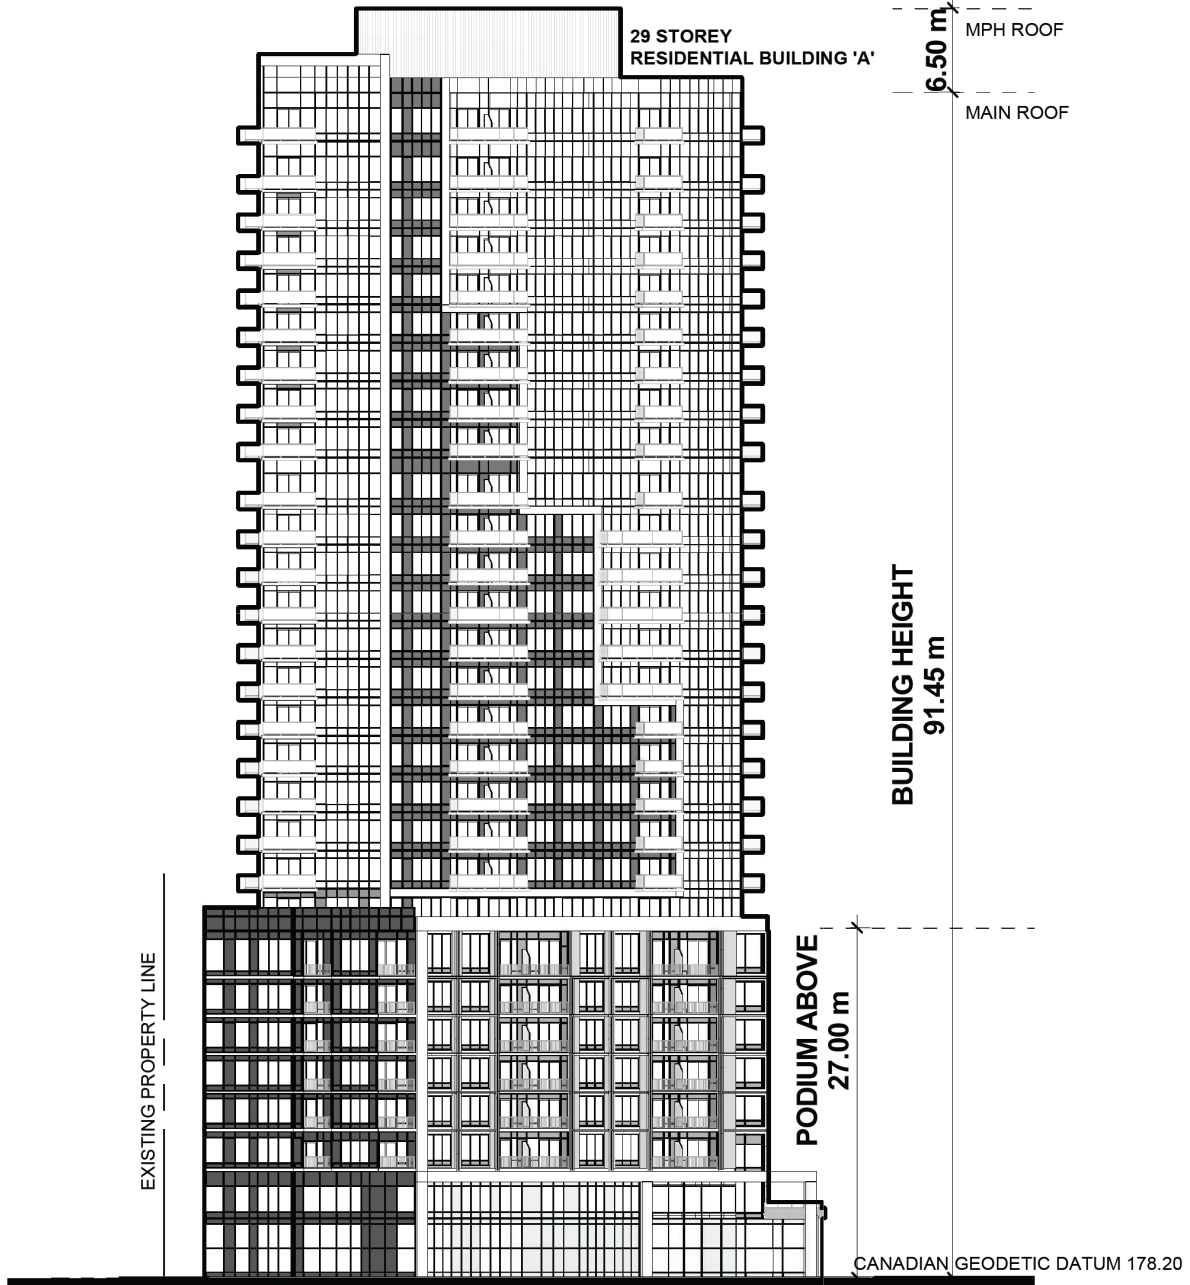 29 STOREY
RESIDENTIAL BUILDING 'A'
6.50 m
MPH ROOF
MAIN ROOF
BUILDING HEIGHT
91.45 m
PODIUM ABOVE
27.00 m
EXISTING PROPERTY LINE
CANADIAN GEODETIC DATUM 178.20